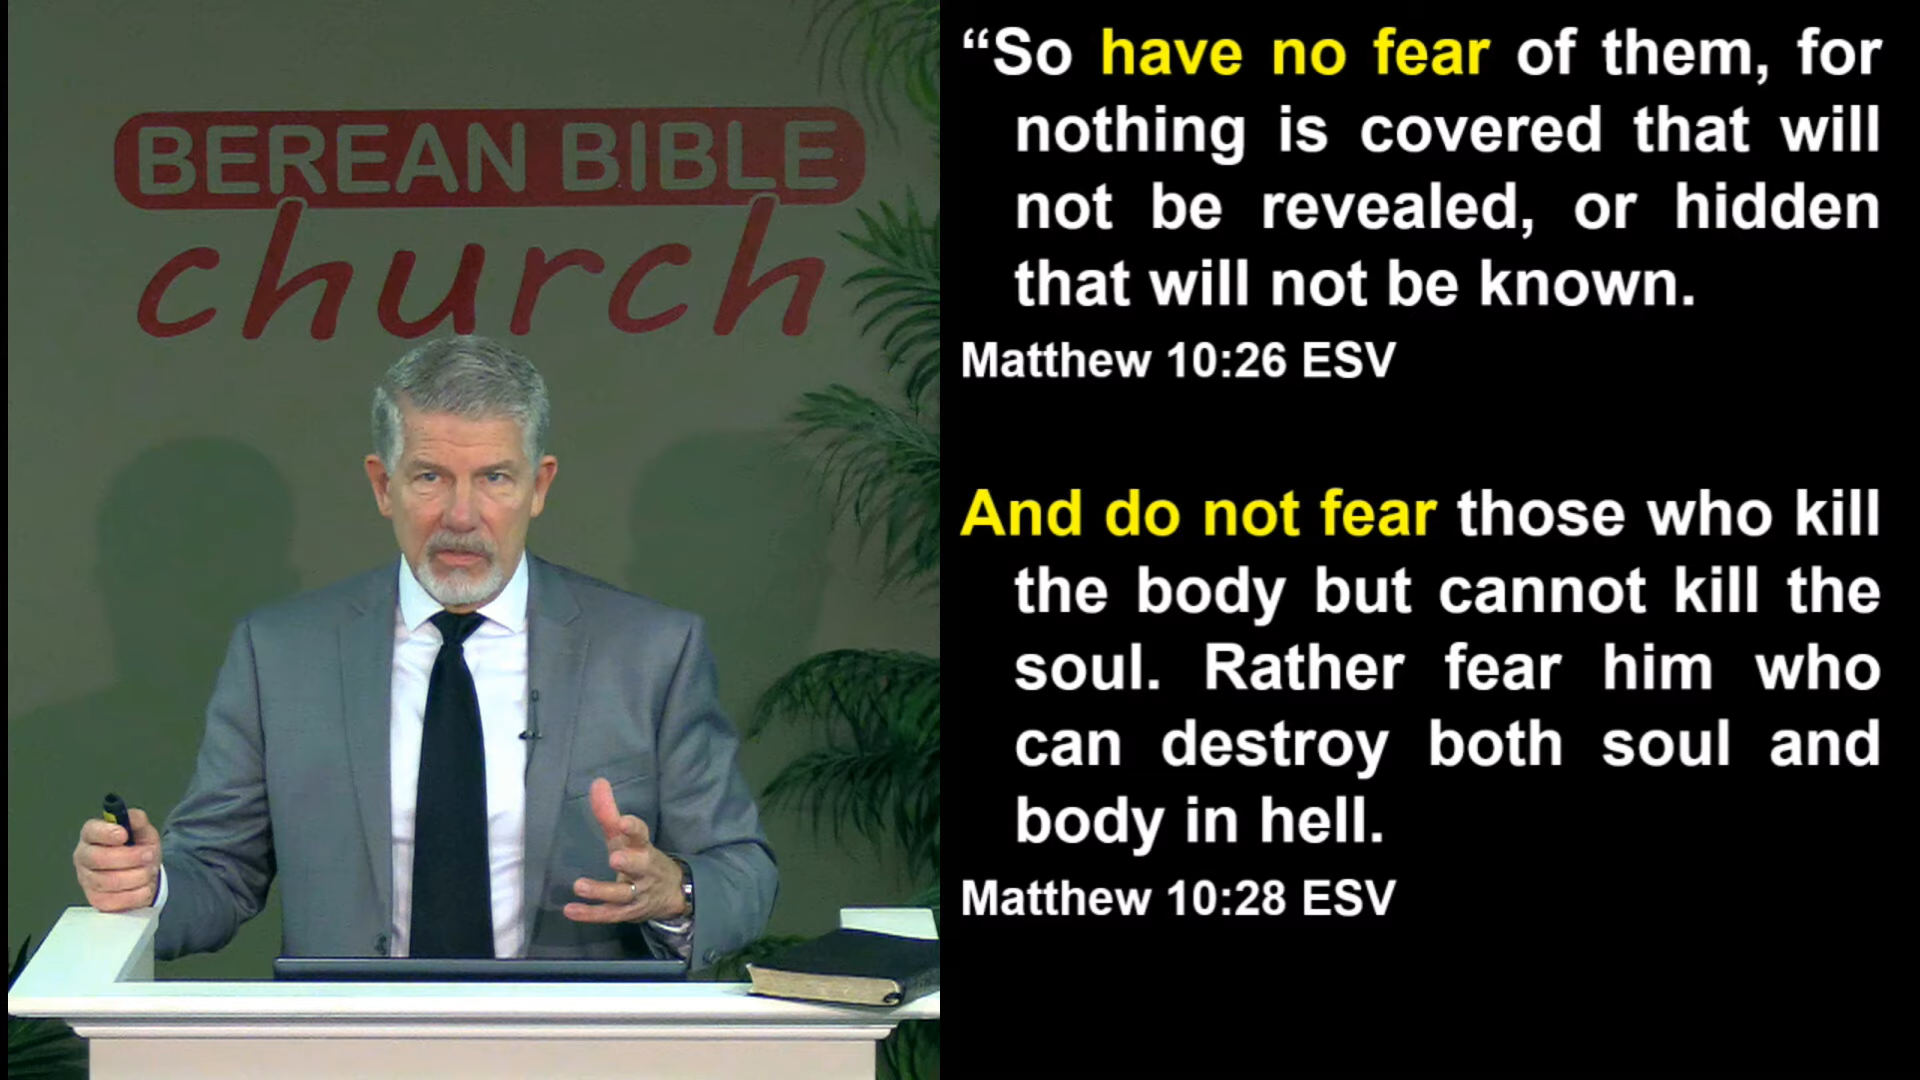 BEREAN BIBLE
church
“So have no fear of them, for
nothing is covered that will
not be revealed, or hidden
that will not be known.
Matthew 10:26 ESV
And do not fear those who kill
the body but cannot kill the
soul. Rather fear him who
can destroy both soul and
body in hell.
Matthew 10:28 ESV